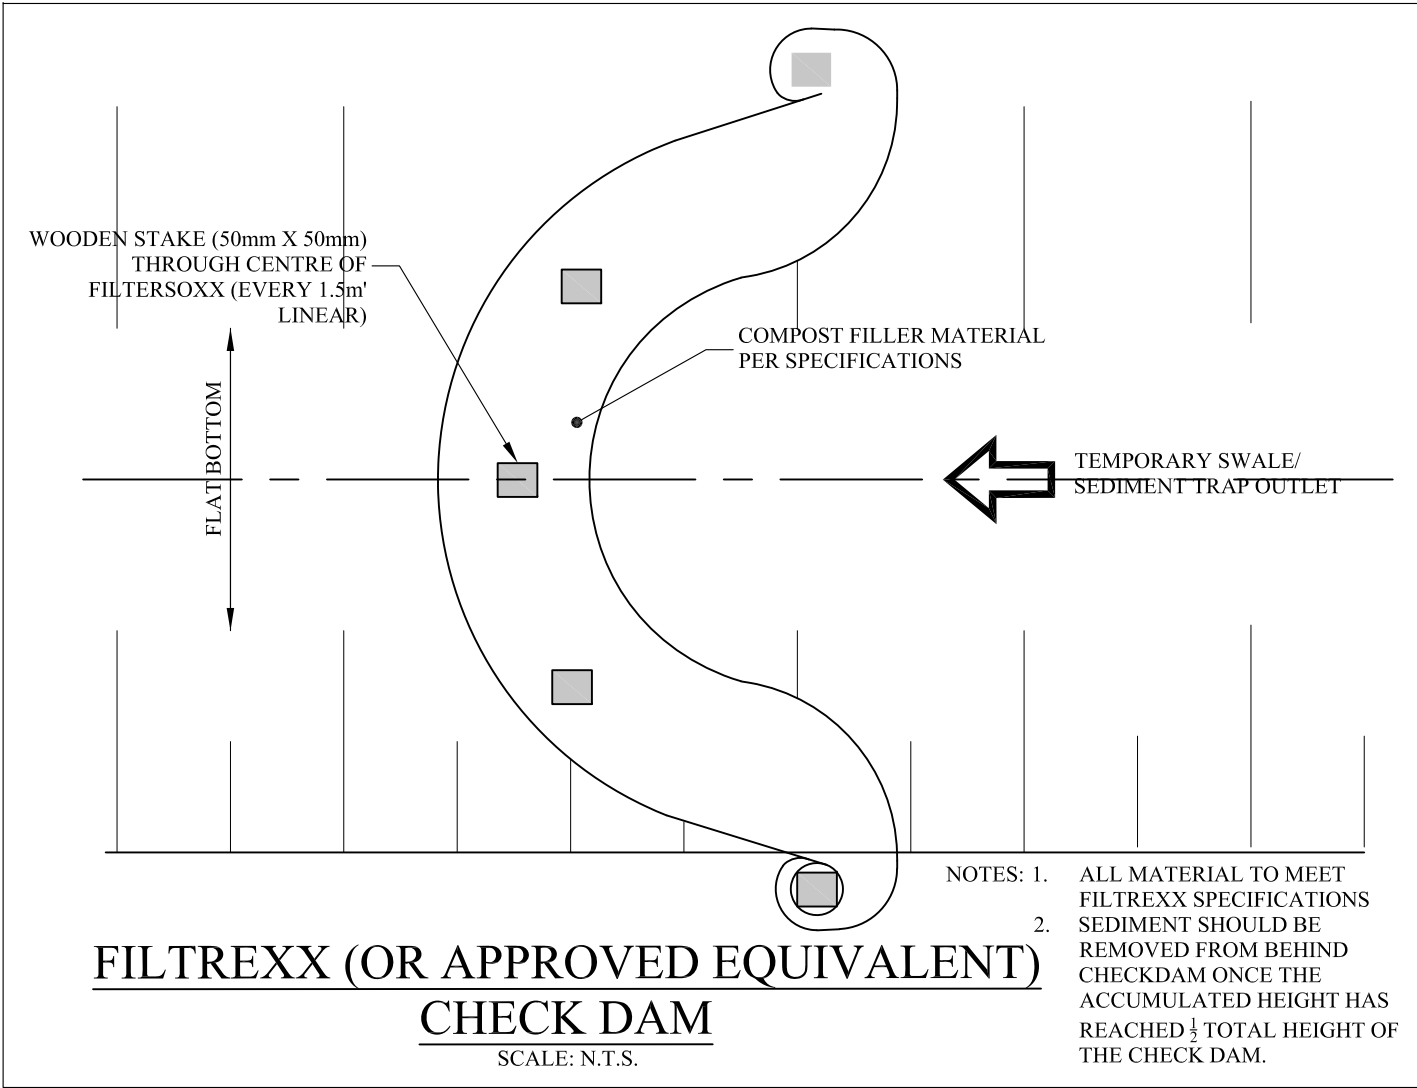 WOODEN STAKE (50mm X 50mm)
THROUGH CENTRE OF
FILTERSOXX (EVERY 1.5m'
LINEAR)
COMPOST FILLER MATERIAL
PER SPECIFICATIONS
FLAT BOTTOM
TEMPORARY SWALE/
SEDIMENT TRAP OUTLET
NOTES: 1. ALL MATERIAL TO MEET
FILTREXX SPECIFICATIONS
2. SEDIMENT SHOULD BE
REMOVED FROM BEHIND
CHECKDAM ONCE THE
ACCUMULATED HEIGHT HAS
REACHED ½ TOTAL HEIGHT OF
THE CHECK DAM.
FILTREXX (OR APPROVED EQUIVALENT)
CHECK DAM
SCALE: N.T.S.